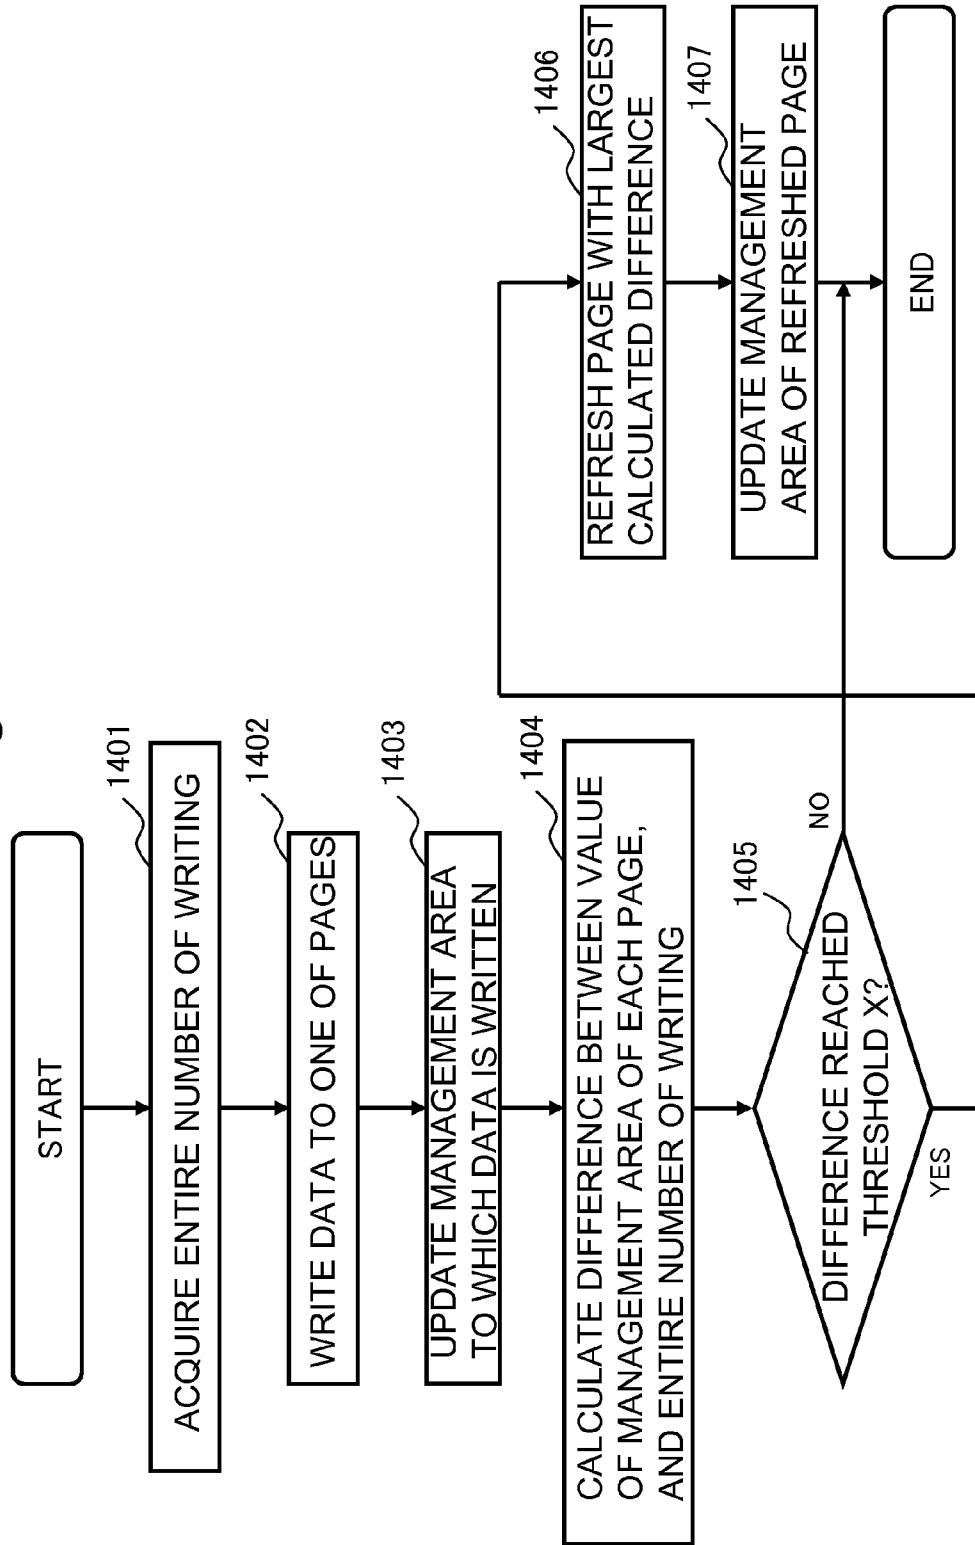 START
1401
ACQUIRE ENTIRE NUMBER OF WRITING
1402
WRITE DATA TO ONE OF PAGES
1403
UPDATE MANAGEMENT AREA
TO WHICH DATA IS WRITTEN
1404
CALCULATE DIFFERENCE BETWEEN VALUE
OF MANAGEMENT AREA OF EACH PAGE,
AND ENTIRE NUMBER OF WRITING
1405
DIFFERENCE REACHED
THRESHOLD X?
NO
YES
1406
REFRESH PAGE WITH LARGEST
CALCULATED DIFFERENCE
1407
UPDATE MANAGEMENT
AREA OF REFRESHED PAGE
END